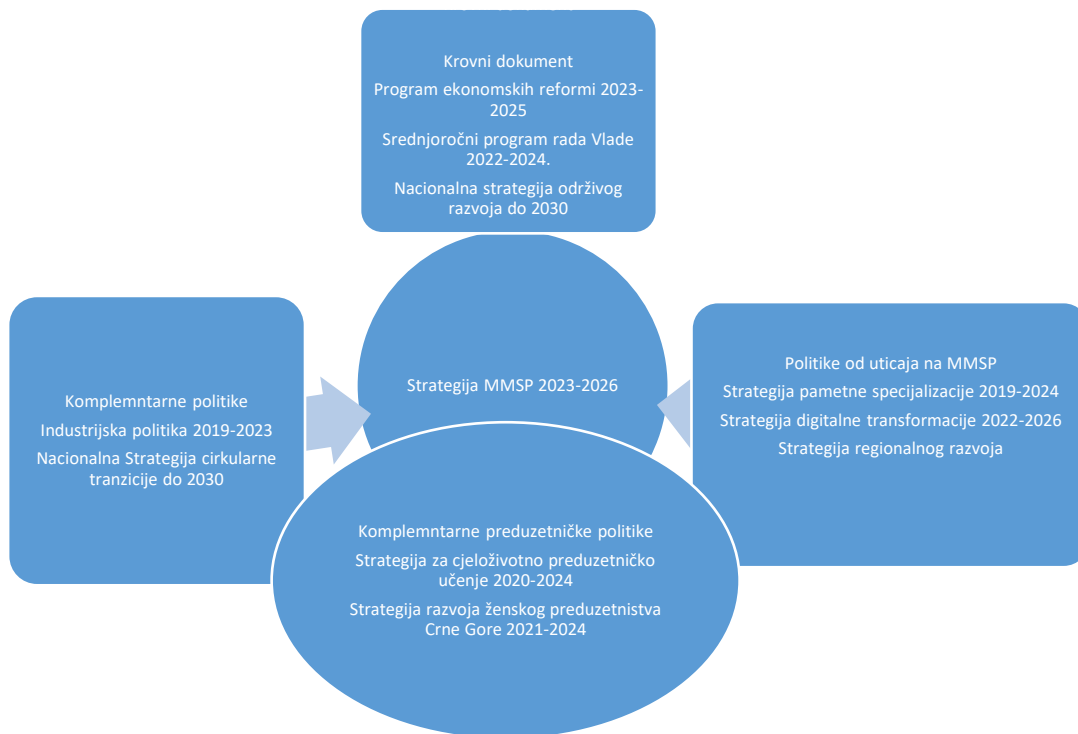 Krovni dokument
Program ekonomskih reformi 2023-
2025
Srednjoročni program rada Vlade
2022-2024.
Nacionalna strategija održivog
razvoja do 2030
Strategija MMSP 2023-2026
Komplemntarne politike
Industrijska politika 2019-2023
Nacionalna Strategija cirkularne
tranzicije do 2030
Politike od uticaja na MMSP
Strategija pametne specijalizacije 2019-2024
Strategija digitalne transformacije 2022-2026
Strategija regionalnog razvoja
Komplemntarne preduzetničke politike
Strategija za cjeloživotno preduzetničko
učenje 2020-2024
Strategija razvoja ženskog preduzetnistva
Crne Gore 2021-2024